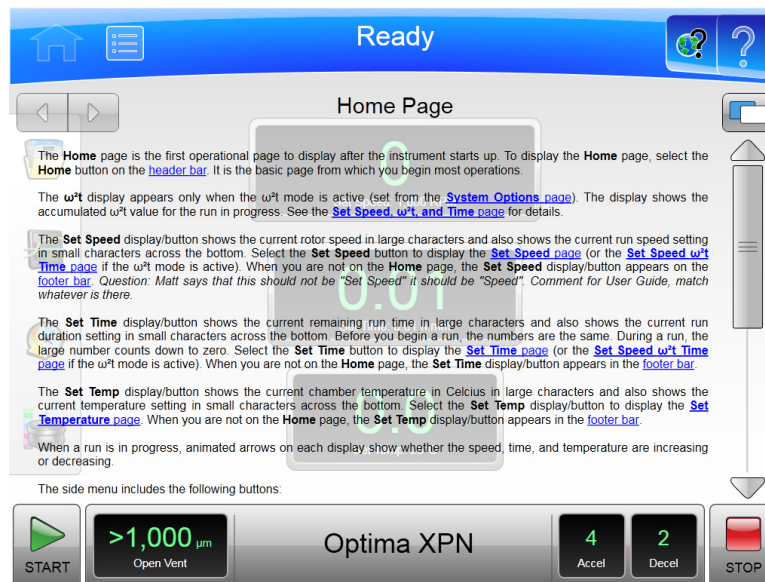 Ready
Home Page
The Home page is the first operational page to display after the instrument starts up. To display the Home page, select the
Home button on the header bar. It is the basic page from which you begin most operations.
The ω²t display appears only when the ω²t mode is active (set from the System Options page). The display shows the
accumulated ω²t value for the run in progress. See the Set Speed, ω²t, and Time page for details.
The Set Speed display/button shows the current rotor speed in large characters and also shows the current run speed setting
in small characters across the bottom. Select the Set Speed button to display the Set Speed page (or the Set Speed ω²t
Time page if the ω²t mode is active). When you are not on the Home page, the Set Speed display/button appears on the
footer bar. Question: Matt says that this should not be "Set Speed" it should be "Speed". Comment for User Guide, match
whatever is there.
The Set Time display/button shows the current remaining run time in large characters and also shows the current run
duration setting in small characters across the bottom. Before you begin a run, the numbers are the same. During a run, the
large number counts down to zero. Select the Set Time button to display the Set Time page (or the Set Speed ω²t Time
page if the ω²t mode is active). When you are not on the Home page, the Set Time display/button appears in the footer bar.
The Set Temp display/button shows the current chamber temperature in Celcius in large characters and also shows the
current temperature setting in small characters across the bottom. Select the Set Temp display/button to display the Set
Temperature page. When you are not on the Home page, the Set Temp display/button appears in the footer bar.
When a run is in progress, animated arrows on each display show whether the speed, time, and temperature are increasing
or decreasing.
The side menu includes the following buttons:
0
0.01
0.0
START
>1,000 µm
Open Vent
Optima XPN
4
Accel
2
Decel
STOP